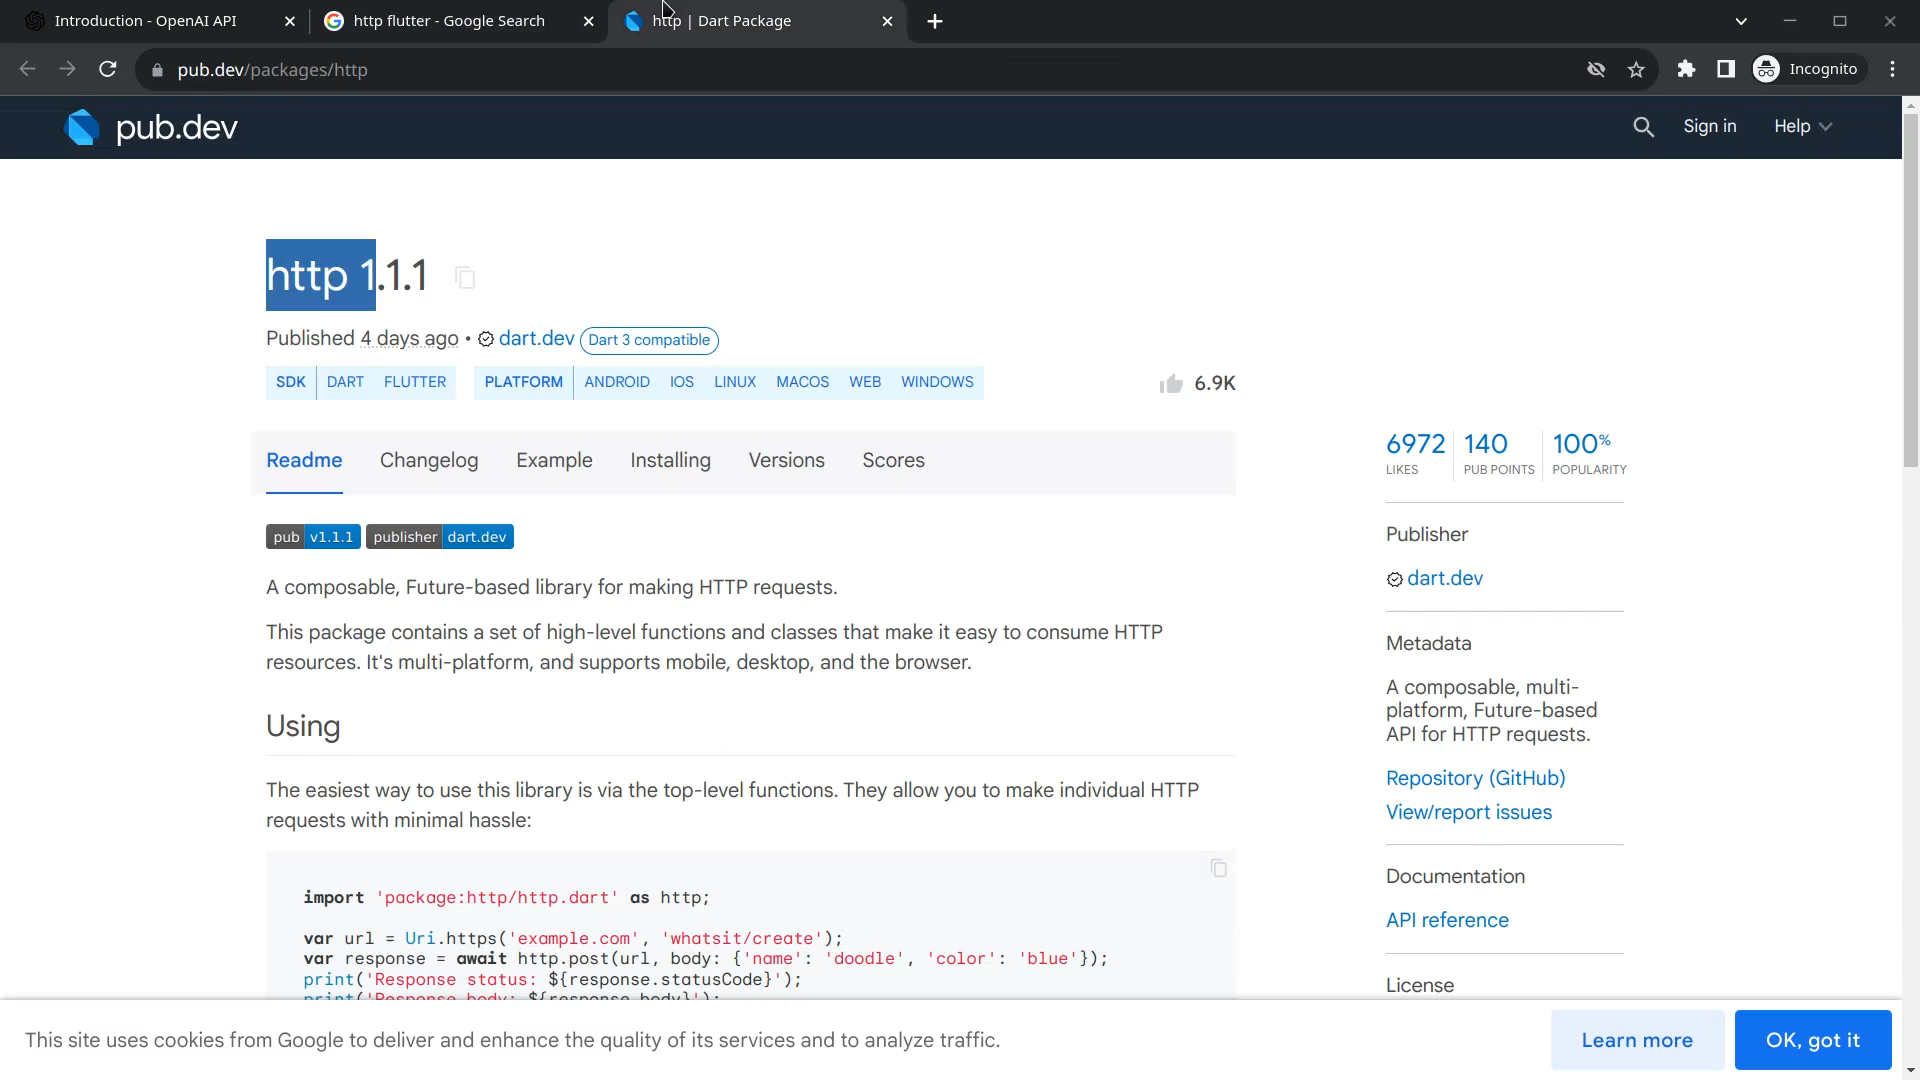 Introduction - OpenAI API
http flutter - Google Search
http | Dart Package
pub.dev/packages/http
Incognito
pub.dev
Sign in
Help
http 1.1.1
Published 4 days ago • dart.dev Dart 3 compatible
SDK DART FLUTTER PLATFORM ANDROID IOS LINUX MACOS WEB WINDOWS
6.9K
Readme Changelog Example Installing Versions Scores
pub v1.1.1 publisher dart.dev
A composable, Future-based library for making HTTP requests.
This package contains a set of high-level functions and classes that make it easy to consume HTTP
resources. It's multi-platform, and supports mobile, desktop, and the browser.
Using
The easiest way to use this library is via the top-level functions. They allow you to make individual HTTP
requests with minimal hassle:
import 'package:http/http.dart' as http;
var url = Uri.https('example.com', 'whatsit/create');
var response = await http.post(url, body: {'name': 'doodle', 'color': 'blue'});
print('Response status: ${response.statusCode}');
print('Response body: ${response.body}');
6972 140 100%
LIKES PUB POINTS POPULARITY
Publisher
dart.dev
Metadata
A composable, multi-
platform, Future-based
API for HTTP requests.
Repository (GitHub)
View/report issues
Documentation
API reference
License
This site uses cookies from Google to deliver and enhance the quality of its services and to analyze traffic.
Learn more
OK, got it